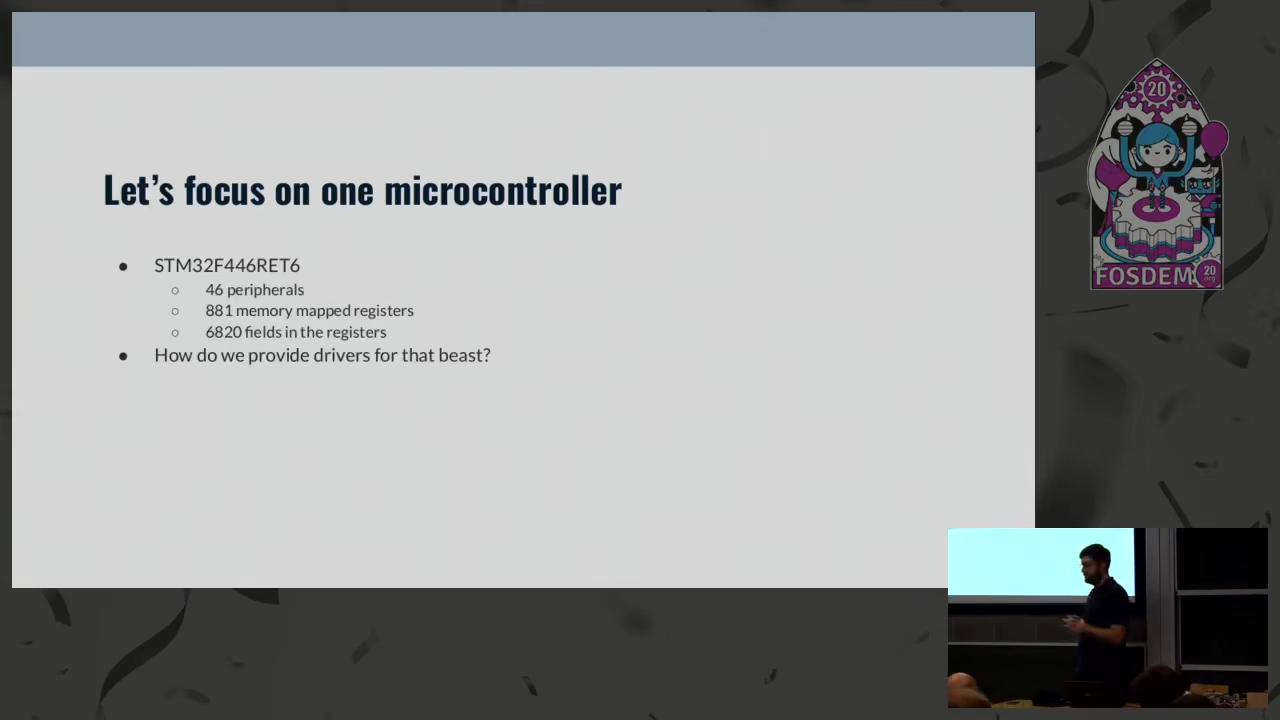 Let's focus on one microcontroller
● STM32F446RET6
○ 46 peripherals
○ 881 memory mapped registers
○ 6820 fields in the registers
● How do we provide drivers for that beast?
20
FOSDEM
20
.org